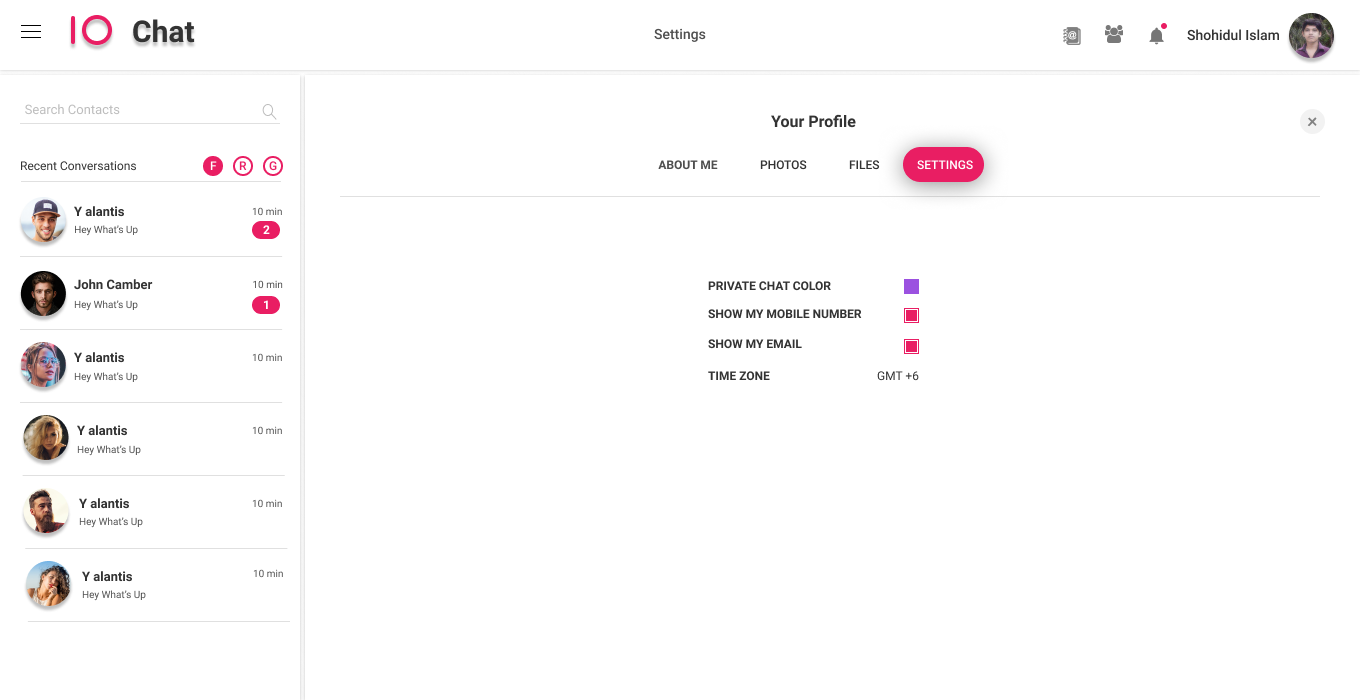 IO Chat
Settings
Shohidul Islam
Search Contacts
Recent Conversations F R G
Y alantis 10 min
Hey What's Up 2
John Camber 10 min
Hey What's Up 1
Y alantis 10 min
Hey What's Up
Y alantis 10 min
Hey What's Up
Y alantis 10 min
Hey What's Up
Y alantis 10 min
Hey What's Up
Your Profile
ABOUT ME PHOTOS FILES SETTINGS
PRIVATE CHAT COLOR
SHOW MY MOBILE NUMBER
SHOW MY EMAIL
TIME ZONE GMT +6